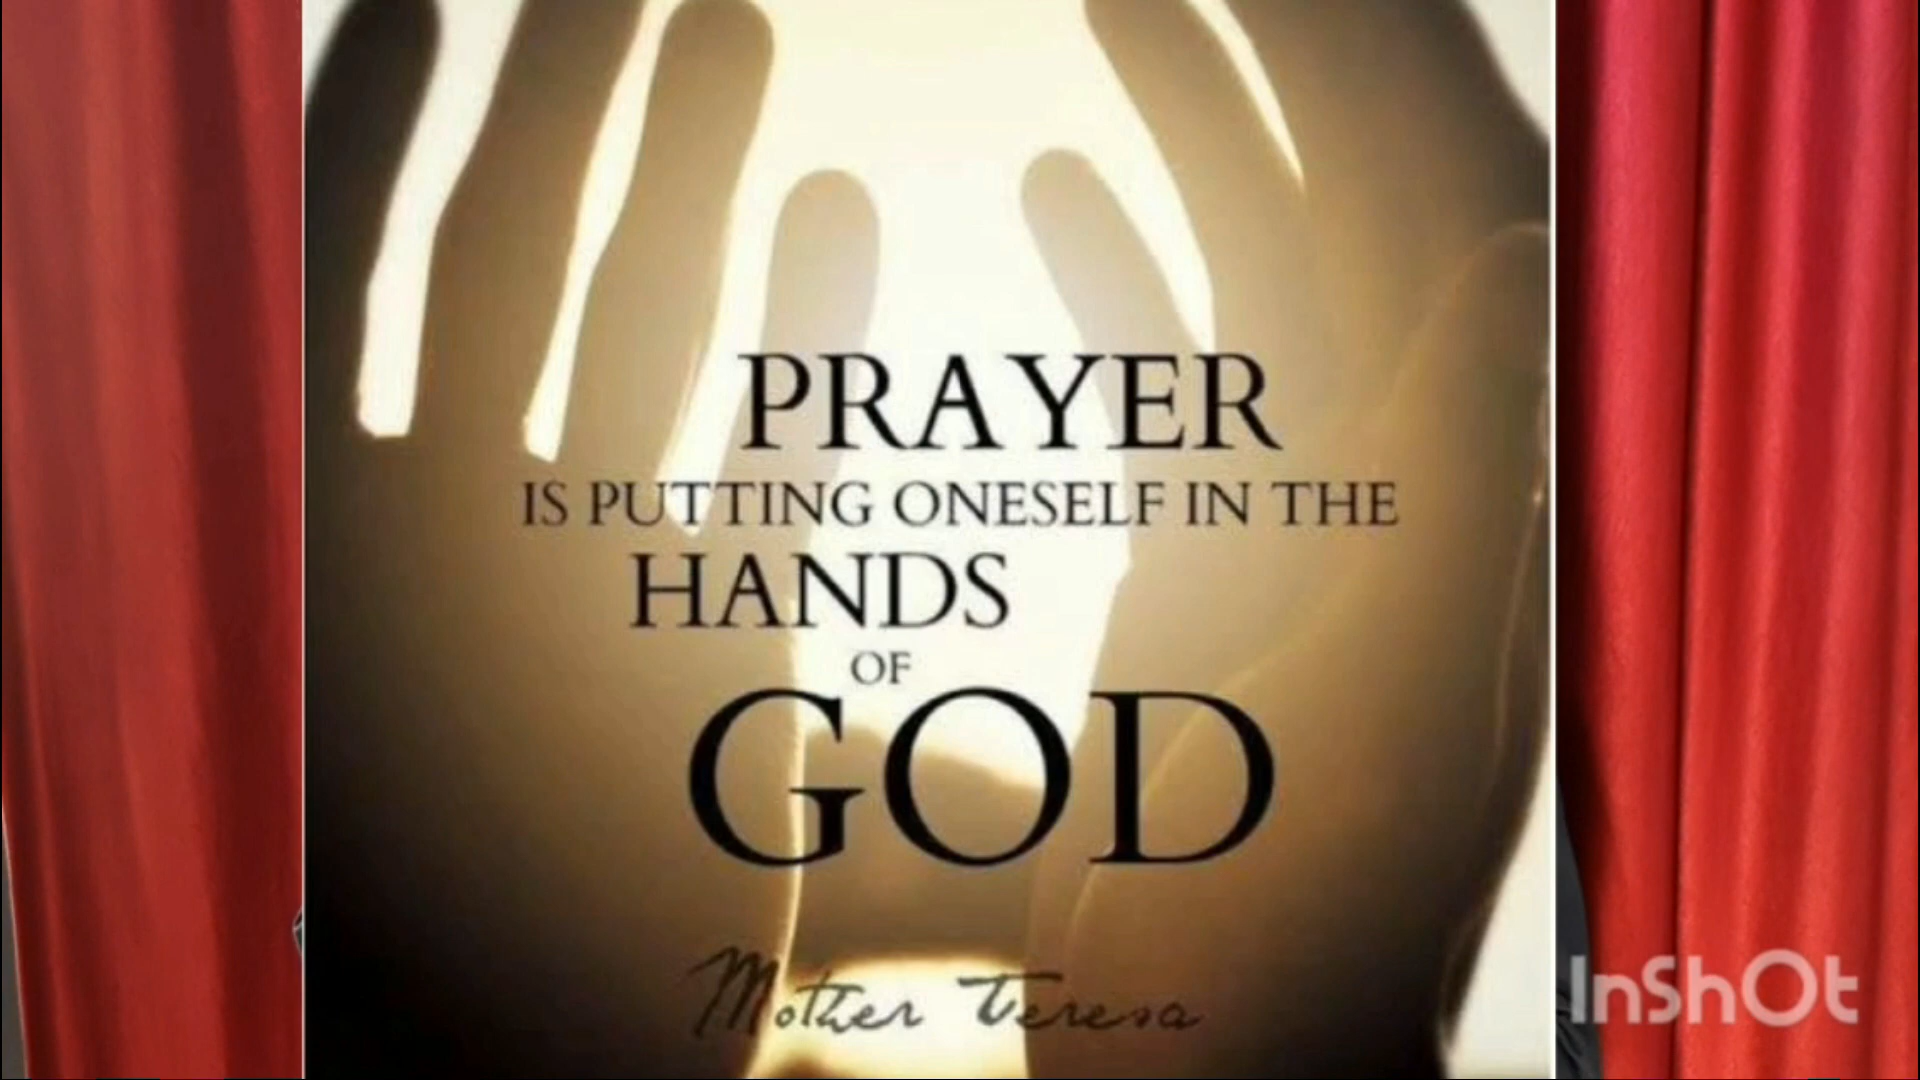 PRAYER
IS PUTTING ONESELF IN THE
HANDS
OF
GOD
Mother Teresa
InShOt